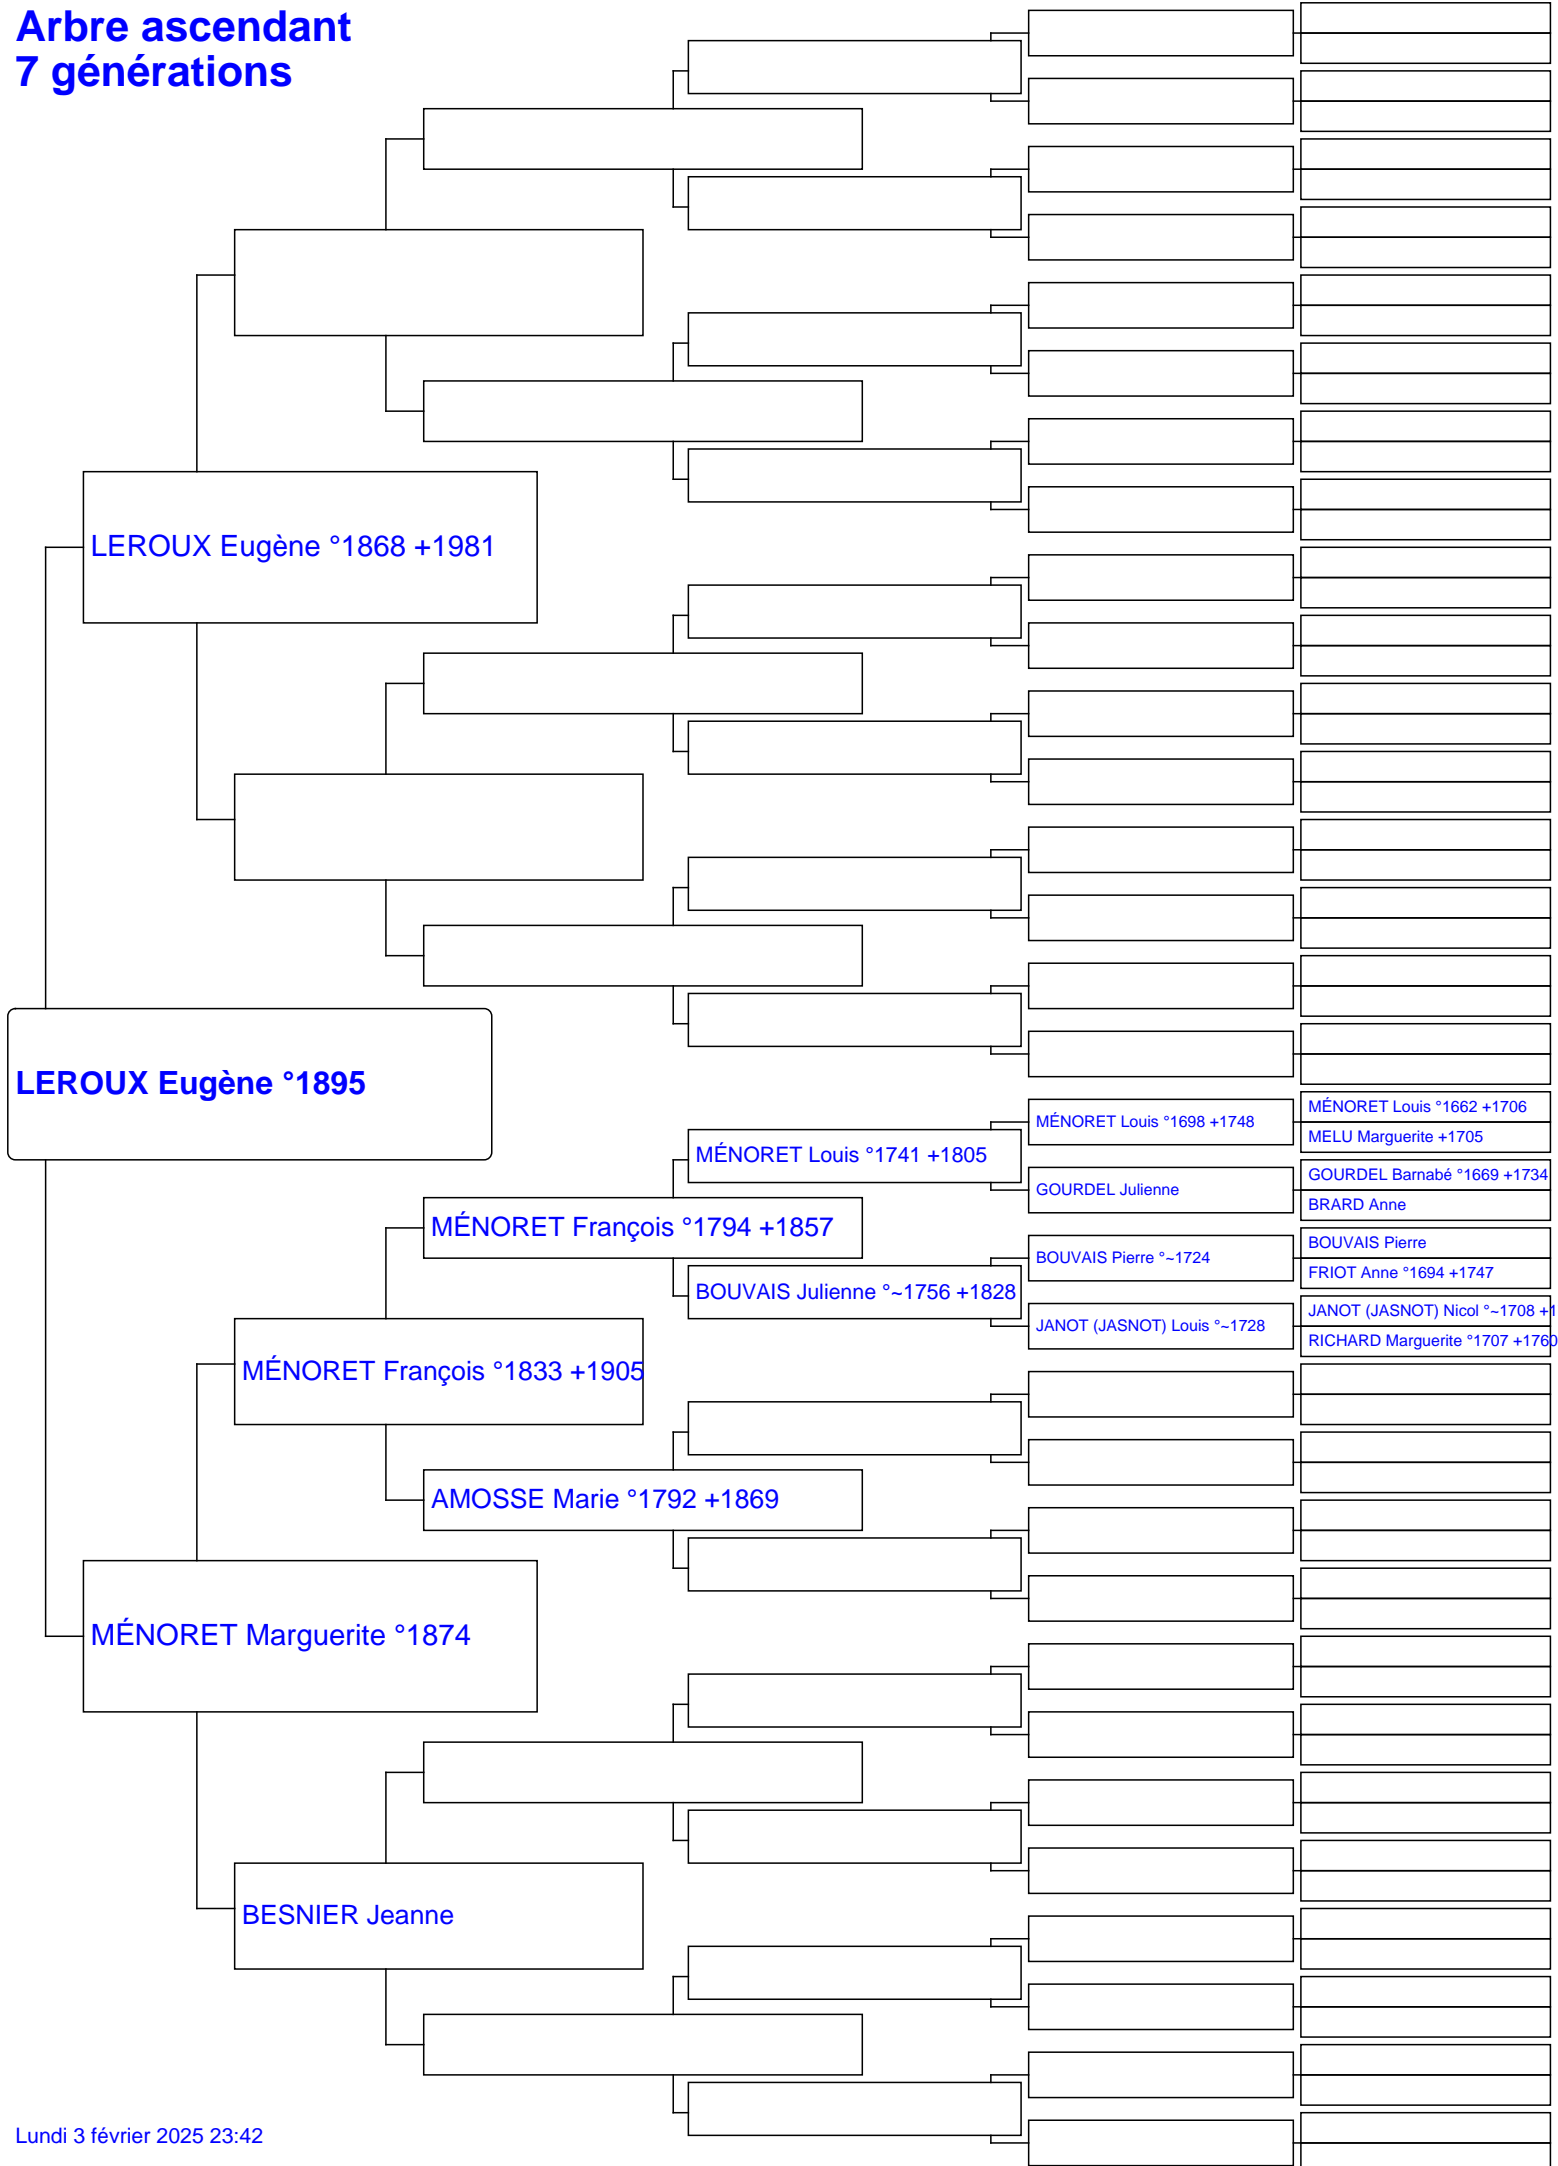 Arbre ascendant
7 générations
LEROUX Eugène °1868 +1981
LEROUX Eugène °1895
MÉNORET Louis °1662 +1706
MÉNORET Louis °1698 +1748
MELU Marguerite +1705
MÉNORET Louis °1741 +1805
GOURDEL Barnabé °1669 +1734
GOURDEL Julienne
BRARD Anne
MÉNORET François °1794 +1857
BOUVAIS Pierre
BOUVAIS Pierre °~1724
FRIOT Anne °1694 +1747
BOUVAIS Julienne °~1756 +1828
JANOT (JASNOT) Nicol °~1708 +1
JANOT (JASNOT) Louis °~1728
RICHARD Marguerite °1707 +1760
MÉNORET François °1833 +1905
AMOSSE Marie °1792 +1869
MÉNORET Marguerite °1874
BESNIER Jeanne
Lundi 3 février 2025 23:42